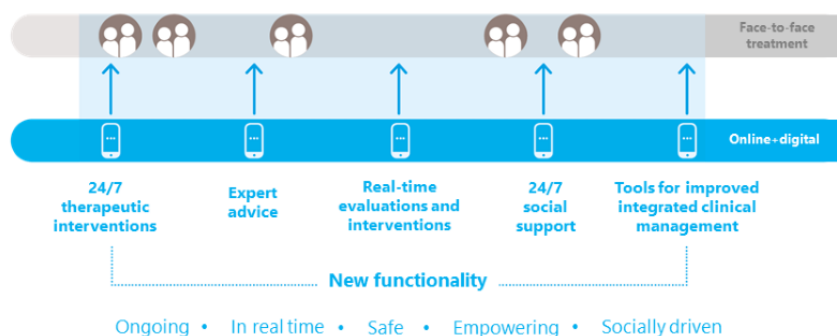 Face-to-face
treatment
Online+digital
24/7
therapeutic
interventions
Expert
advice
Real-time
evaluations and
interventions
24/7
social
support
Tools for improved
integrated clinical
management
New functionality
Ongoing • In real time • Safe • Empowering • Socially driven